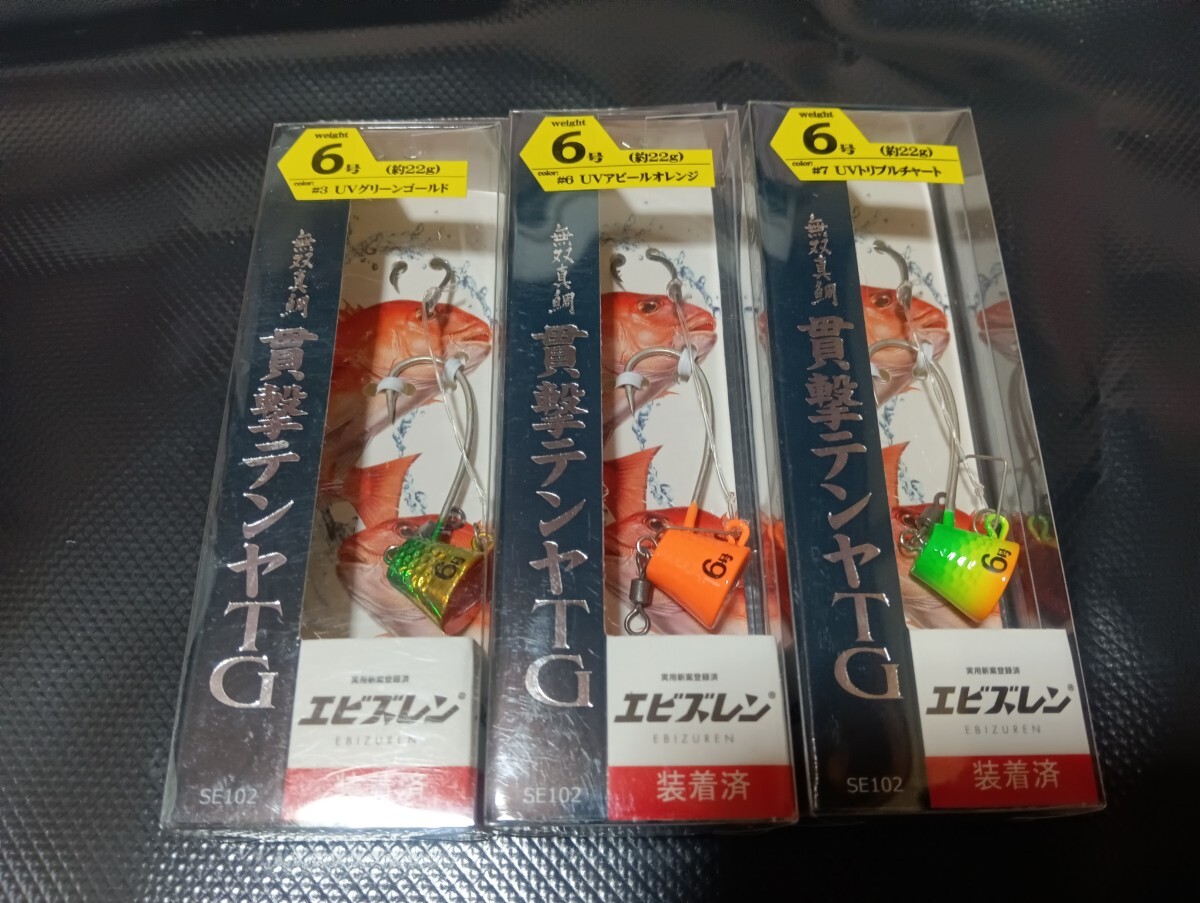 weight
6号 (約22g)
color:
#3 UVグリーンゴールド
無双真鯛
貫撃テンヤTG
6号
実用新案登録済
エビズレン®
EBIZUREN
装着済
SE102
weight
6号 (約22g)
color:
#6 UVアピールオレンジ
無双真鯛
貫撃テンヤTG
6号
実用新案登録済
エビズレン®
EBIZUREN
装着済
SE102
weight
6号 (約22g)
color:
#7 UVトリプルチャート
無双真鯛
貫撃テンヤTG
6号
実用新案登録済
エビズレン®
EBIZUREN
装着済
SE102